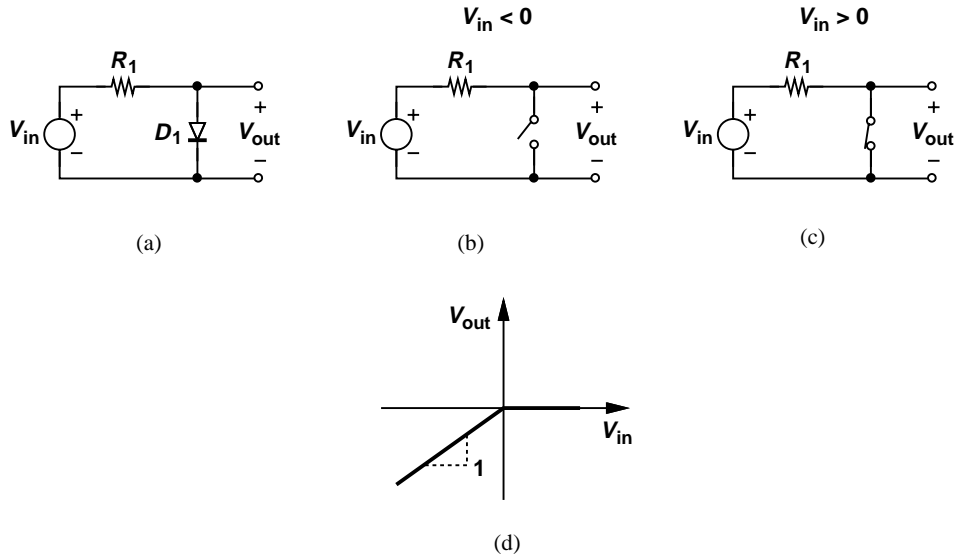 V_in < 0
V_in > 0
R_1
V_in
+
−
D_1
+
V_out
−
(a)
R_1
V_in
+
−
+
V_out
−
(b)
R_1
V_in
+
−
+
V_out
−
(c)
V_out
V_in
1
(d)